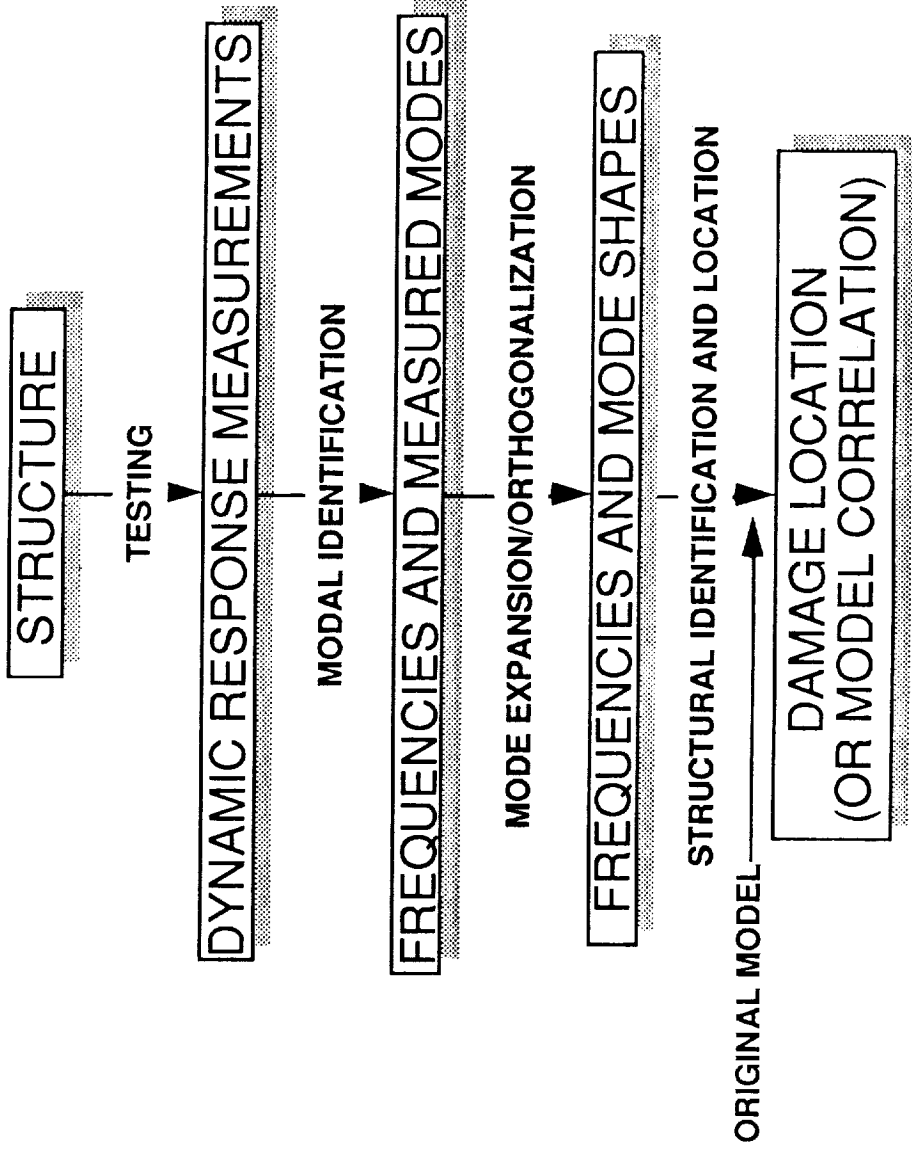 STRUCTURE
TESTING
DYNAMIC RESPONSE MEASUREMENTS
MODAL IDENTIFICATION
FREQUENCIES AND MEASURED MODES
MODE EXPANSION/ORTHOGONALIZATION
FREQUENCIES AND MODE SHAPES
STRUCTURAL IDENTIFICATION AND LOCATION
ORIGINAL MODEL
DAMAGE LOCATION
(OR MODEL CORRELATION)